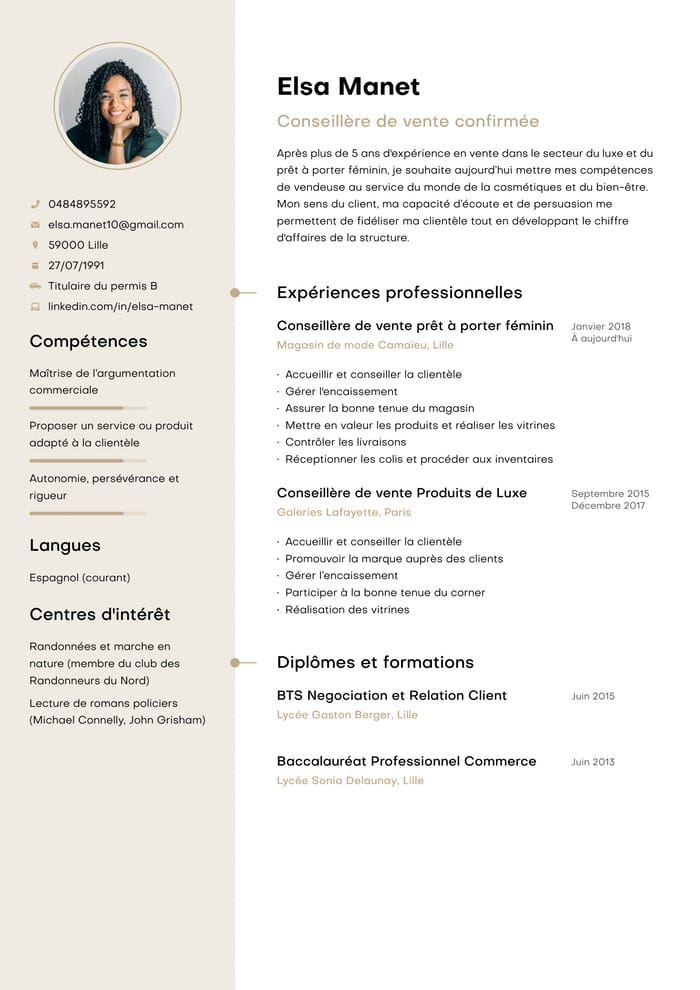 0484895592
elsa.manet10@gmail.com
59000 Lille
27/07/1991
Titulaire du permis B
linkedin.com/in/elsa-manet
Compétences
Maîtrise de l'argumentation
commerciale
Proposer un service ou produit
adapté à la clientèle
Autonomie, persévérance et
rigueur
Langues
Espagnol (courant)
Centres d'intérêt
Randonnées et marche en
nature (membre du club des
Randonneurs du Nord)
Lecture de romans policiers
(Michael Connelly, John Grisham)
Elsa Manet
Conseillère de vente confirmée
Après plus de 5 ans d'expérience en vente dans le secteur du luxe et du
prêt à porter féminin, je souhaite aujourd'hui mettre mes compétences
de vendeuse au service du monde de la cosmétiques et du bien-être.
Mon sens du client, ma capacité d'écoute et de persuasion me
permettent de fidéliser ma clientèle tout en développant le chiffre
d'affaires de la structure.
Expériences professionnelles
Conseillère de vente prêt à porter féminin
Janvier 2018
À aujourd'hui
Magasin de mode Camaïeu, Lille
· Accueillir et conseiller la clientèle
· Gérer l'encaissement
· Assurer la bonne tenue du magasin
· Mettre en valeur les produits et réaliser les vitrines
· Contrôler les livraisons
· Réceptionner les colis et procéder aux inventaires
Conseillère de vente Produits de Luxe
Septembre 2015
Décembre 2017
Galeries Lafayette, Paris
· Accueillir et conseiller la clientèle
· Promouvoir la marque auprès des clients
· Gérer l'encaissement
· Participer à la bonne tenue du corner
· Réalisation des vitrines
Diplômes et formations
BTS Negociation et Relation Client
Juin 2015
Lycée Gaston Berger, Lille
Baccalauréat Professionnel Commerce
Juin 2013
Lycée Sonia Delaunay, Lille